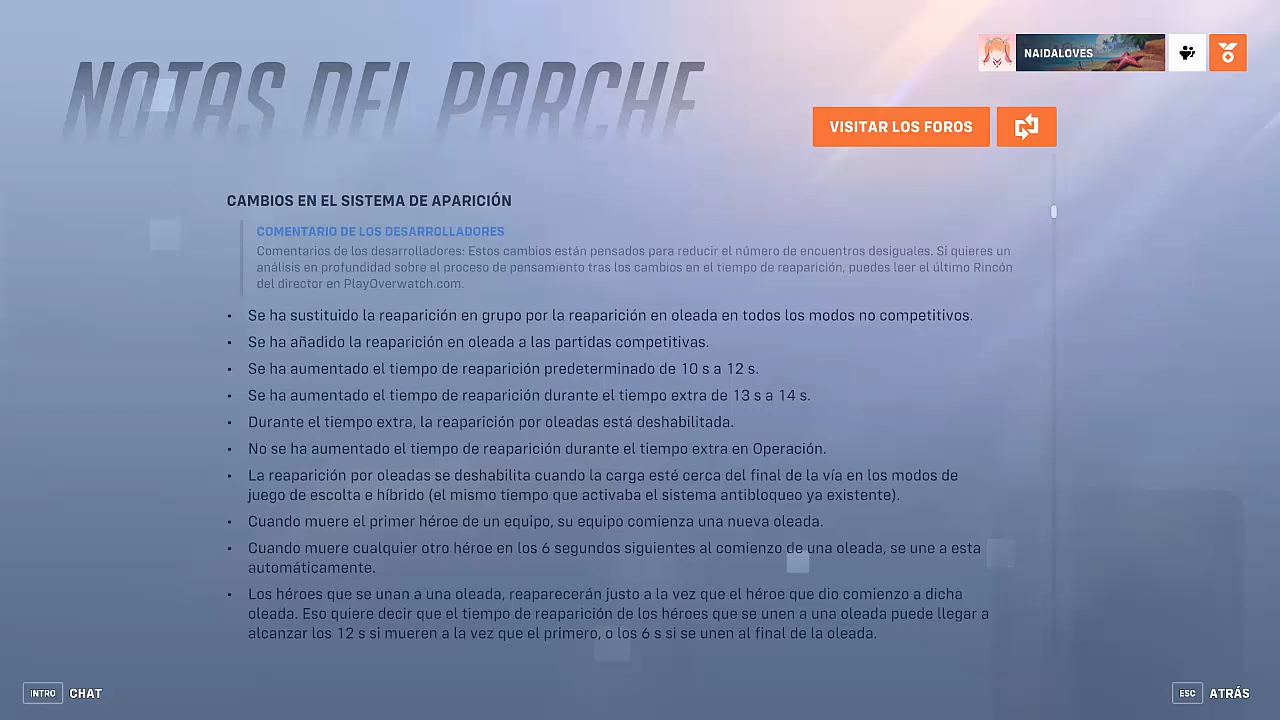 NOTAS DEL PARCHE
NAIDALOVES
VISITAR LOS FOROS
CAMBIOS EN EL SISTEMA DE APARICIÓN
COMENTARIO DE LOS DESARROLLADORES
Comentarios de los desarrolladores: Estos cambios están pensados para reducir el número de encuentros desiguales. Si quieres un
análisis en profundidad sobre el proceso de pensamiento tras los cambios en el tiempo de reaparición, puedes leer el último Rincón
del director en PlayOverwatch.com.
• Se ha sustituido la reaparición en grupo por la reaparición en oleada en todos los modos no competitivos.
• Se ha añadido la reaparición en oleada a las partidas competitivas.
• Se ha aumentado el tiempo de reaparición predeterminado de 10 s a 12 s.
• Se ha aumentado el tiempo de reaparición durante el tiempo extra de 13 s a 14 s.
• Durante el tiempo extra, la reaparición por oleadas está deshabilitada.
• No se ha aumentado el tiempo de reaparición durante el tiempo extra en Operación.
• La reaparición por oleadas se deshabilita cuando la carga esté cerca del final de la vía en los modos de
juego de escolta e híbrido (el mismo tiempo que activaba el sistema antibloqueo ya existente).
• Cuando muere el primer héroe de un equipo, su equipo comienza una nueva oleada.
• Cuando muere cualquier otro héroe en los 6 segundos siguientes al comienzo de una oleada, se une a esta
automáticamente.
• Los héroes que se unan a una oleada, reaparecerán justo a la vez que el héroe que dio comienzo a dicha
oleada. Eso quiere decir que el tiempo de reaparición de los héroes que se unen a una oleada puede llegar a
alcanzar los 12 s si mueren a la vez que el primero, o los 6 s si se unen al final de la oleada.
INTRO CHAT
ESC ATRÁS